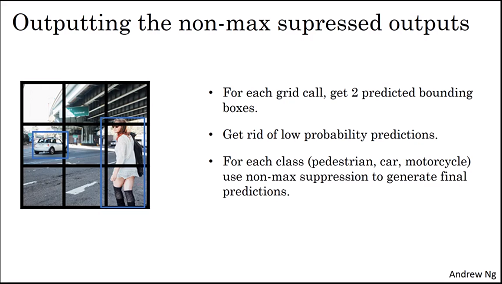 Outputting the non-max supressed outputs
• For each grid call, get 2 predicted bounding
boxes.
• Get rid of low probability predictions.
• For each class (pedestrian, car, motorcycle)
use non-max suppression to generate final
predictions.
Andrew Ng